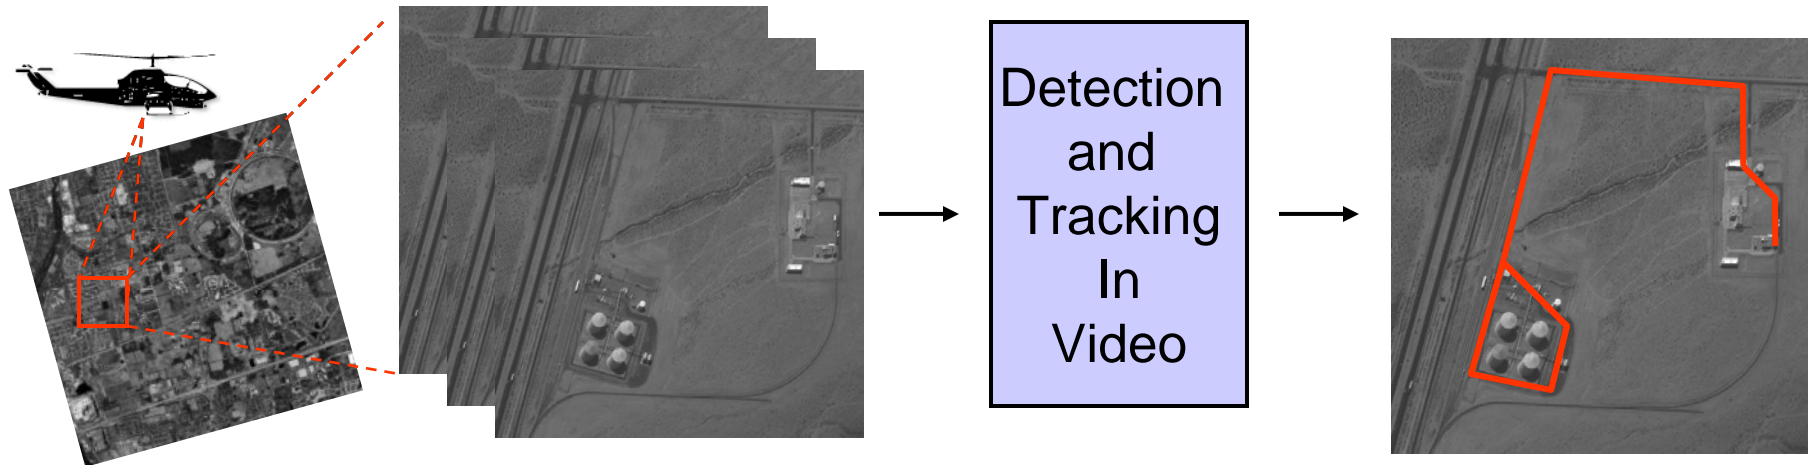 Detection
and
Tracking
In
Video